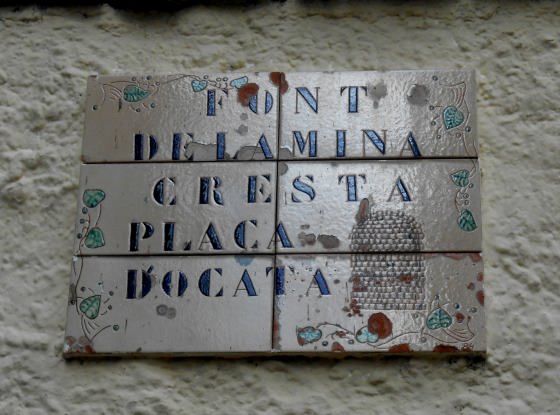 FONT
DE LA MINA
CRESTA
PLAÇA
D'OCATA